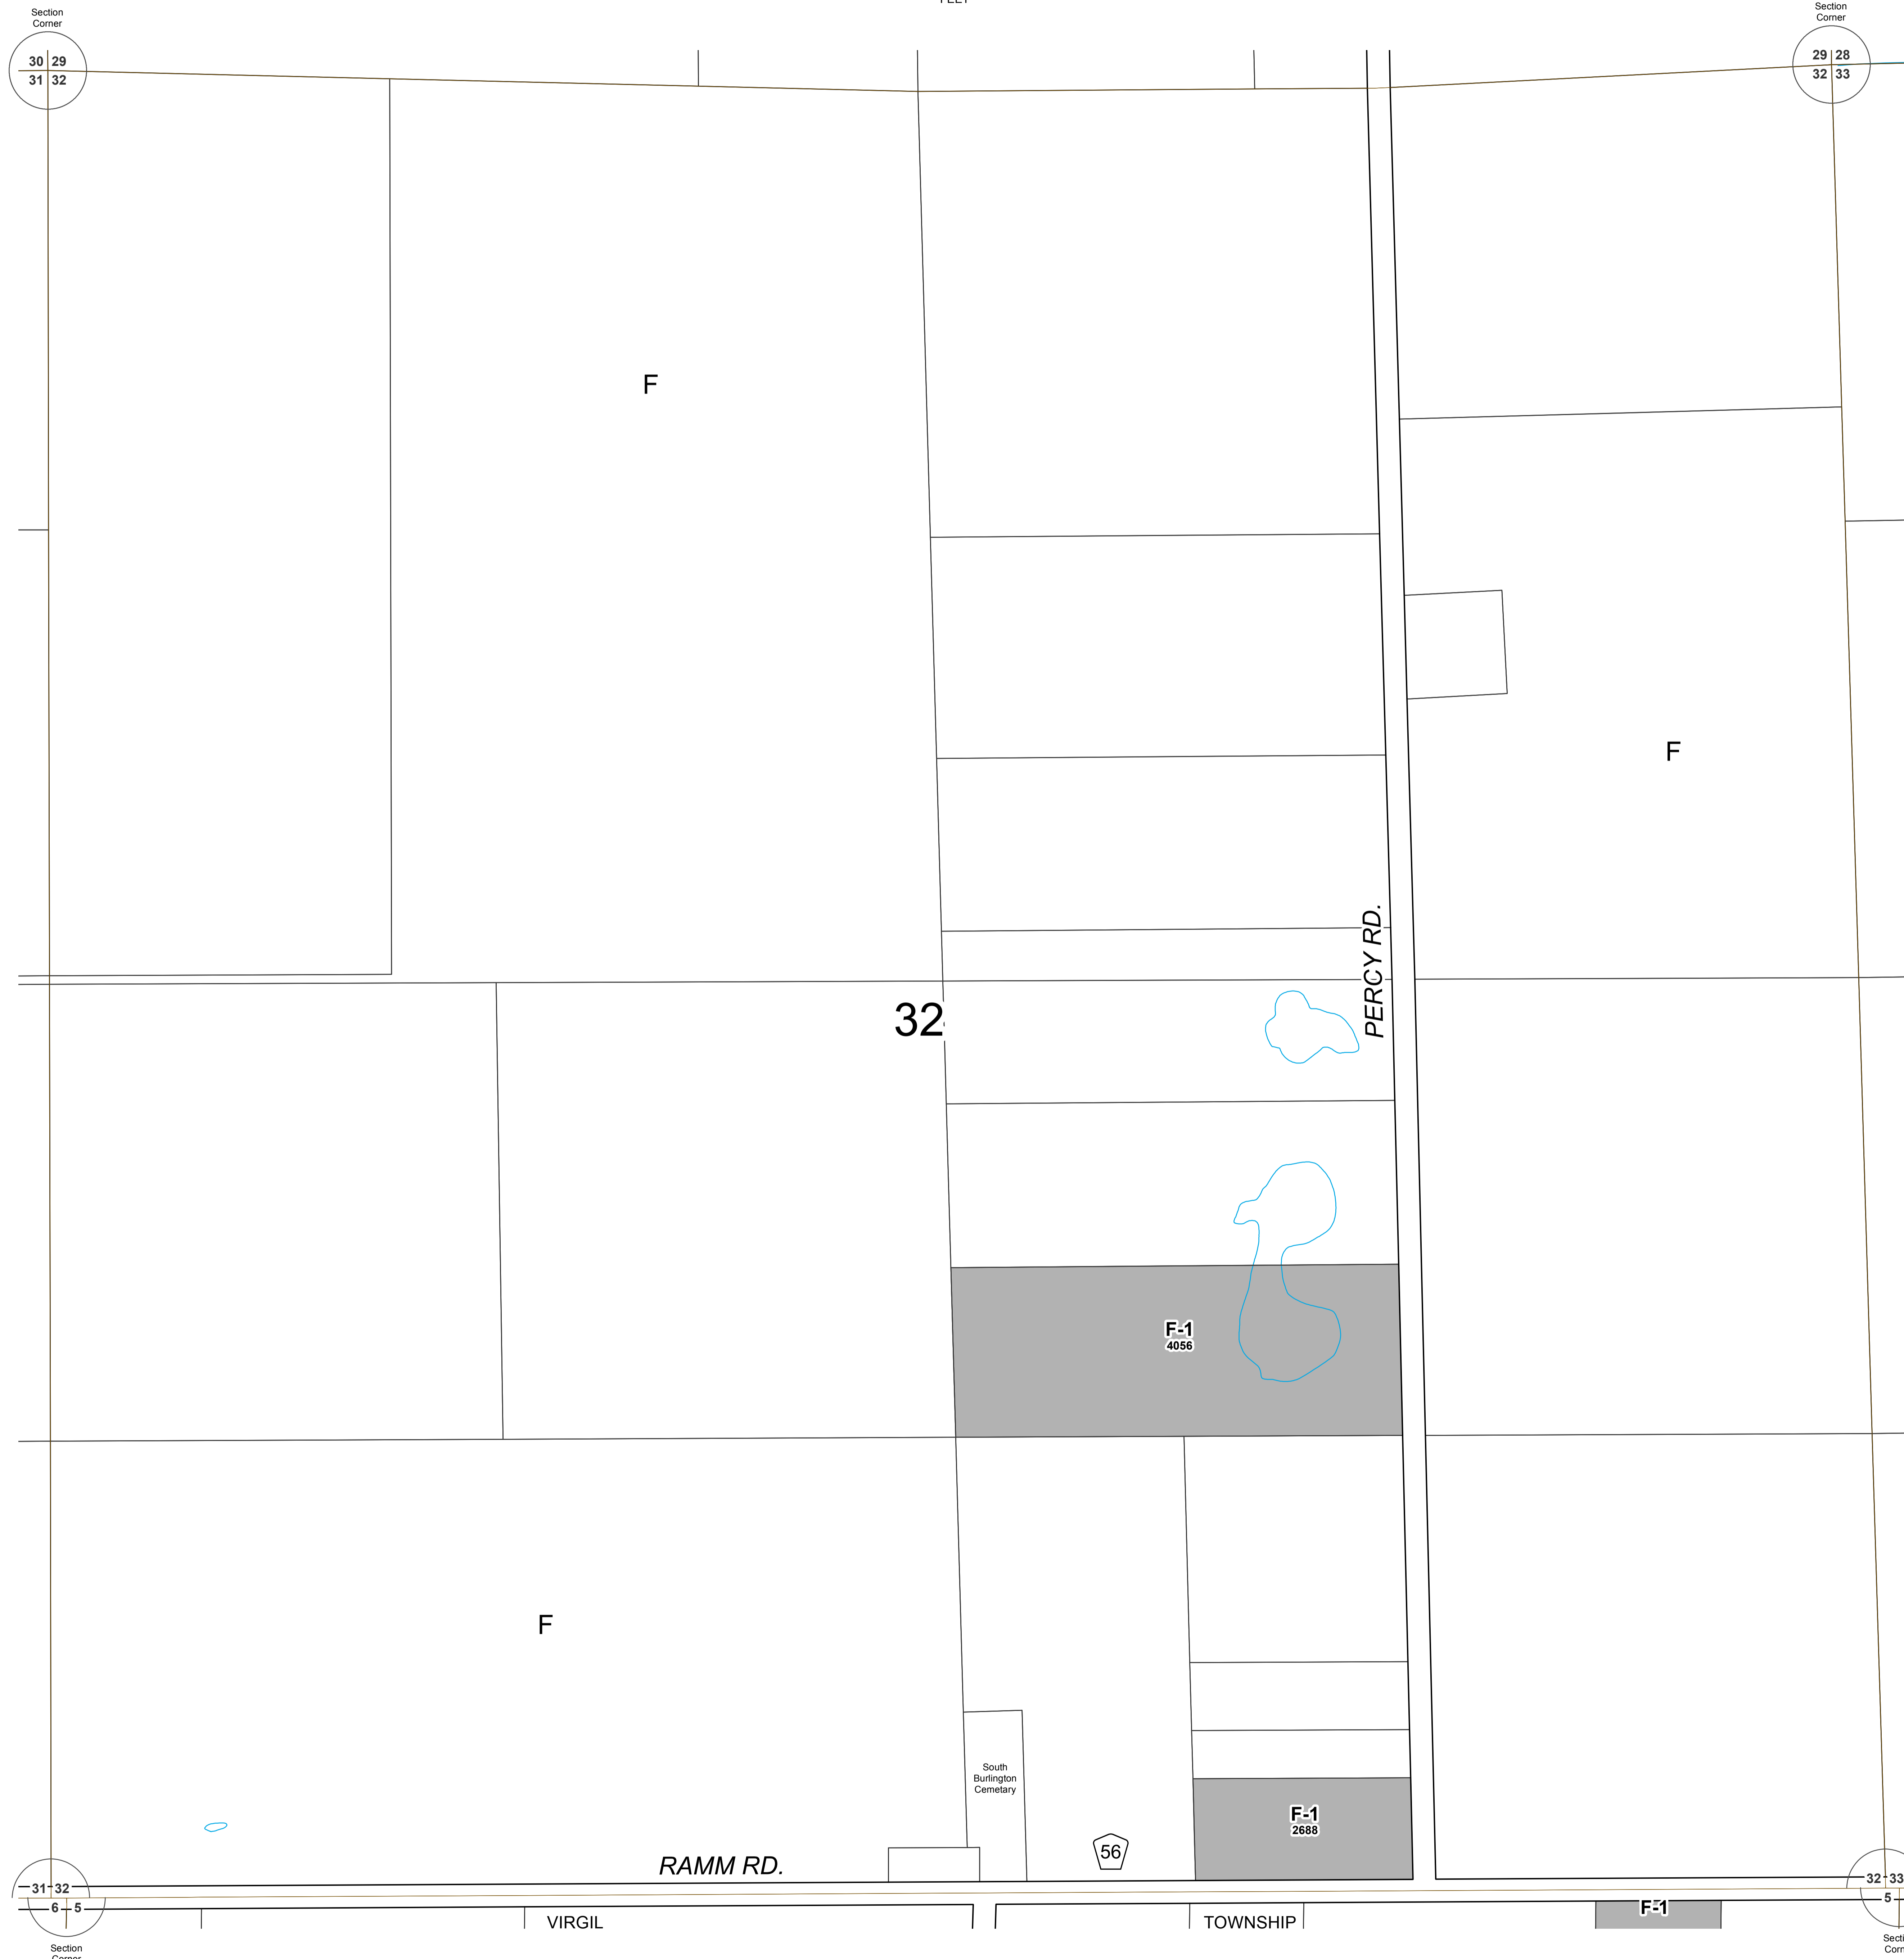 Section
Corner
30 29
31 32
Section
Corner
29 28
32 33
F
F
PERCY RD.
32
F-1
4056
F
South
Burlington
Cemetary
F-1
2688
56
RAMM RD.
31 32
6 5
Section
VIRGIL
TOWNSHIP
F-1
32 33
5